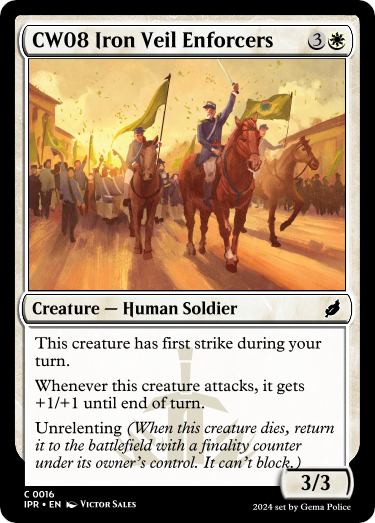 CW08 Iron Veil Enforcers 3
Creature — Human Soldier
This creature has first strike during your
turn.
Whenever this creature attacks, it gets
+1/+1 until end of turn.
Unrelenting (When this creature dies, return
it to the battlefield with a finality counter
under its owner's control. It can't block.)
3/3
C 0016
IPR • EN Victor Sales
2024 set by Gema Police